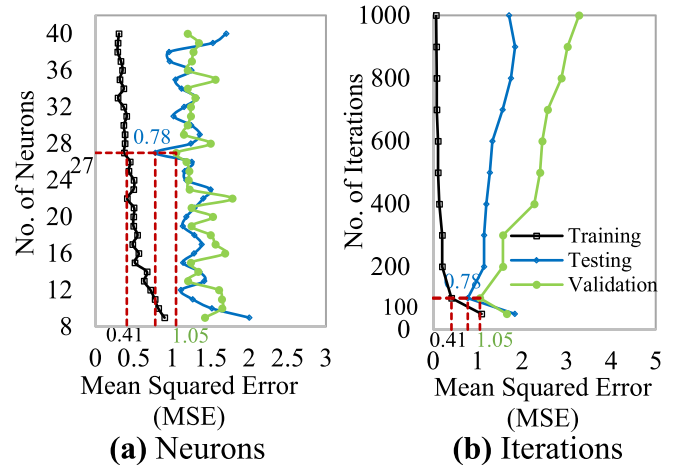 40
36
32
28
27
24
20
16
12
8
No. of Neurons
0.78
0.41
1.05
0 0.5 1 1.5 2 2.5 3
Mean Squared Error
(MSE)
(a) Neurons
1000
800
600
400
200
100
0
No. of Iterations
Training
Testing
Validation
0.78
0.41
1.05
0 1 2 3 4 5
Mean Squared Error
(MSE)
(b) Iterations